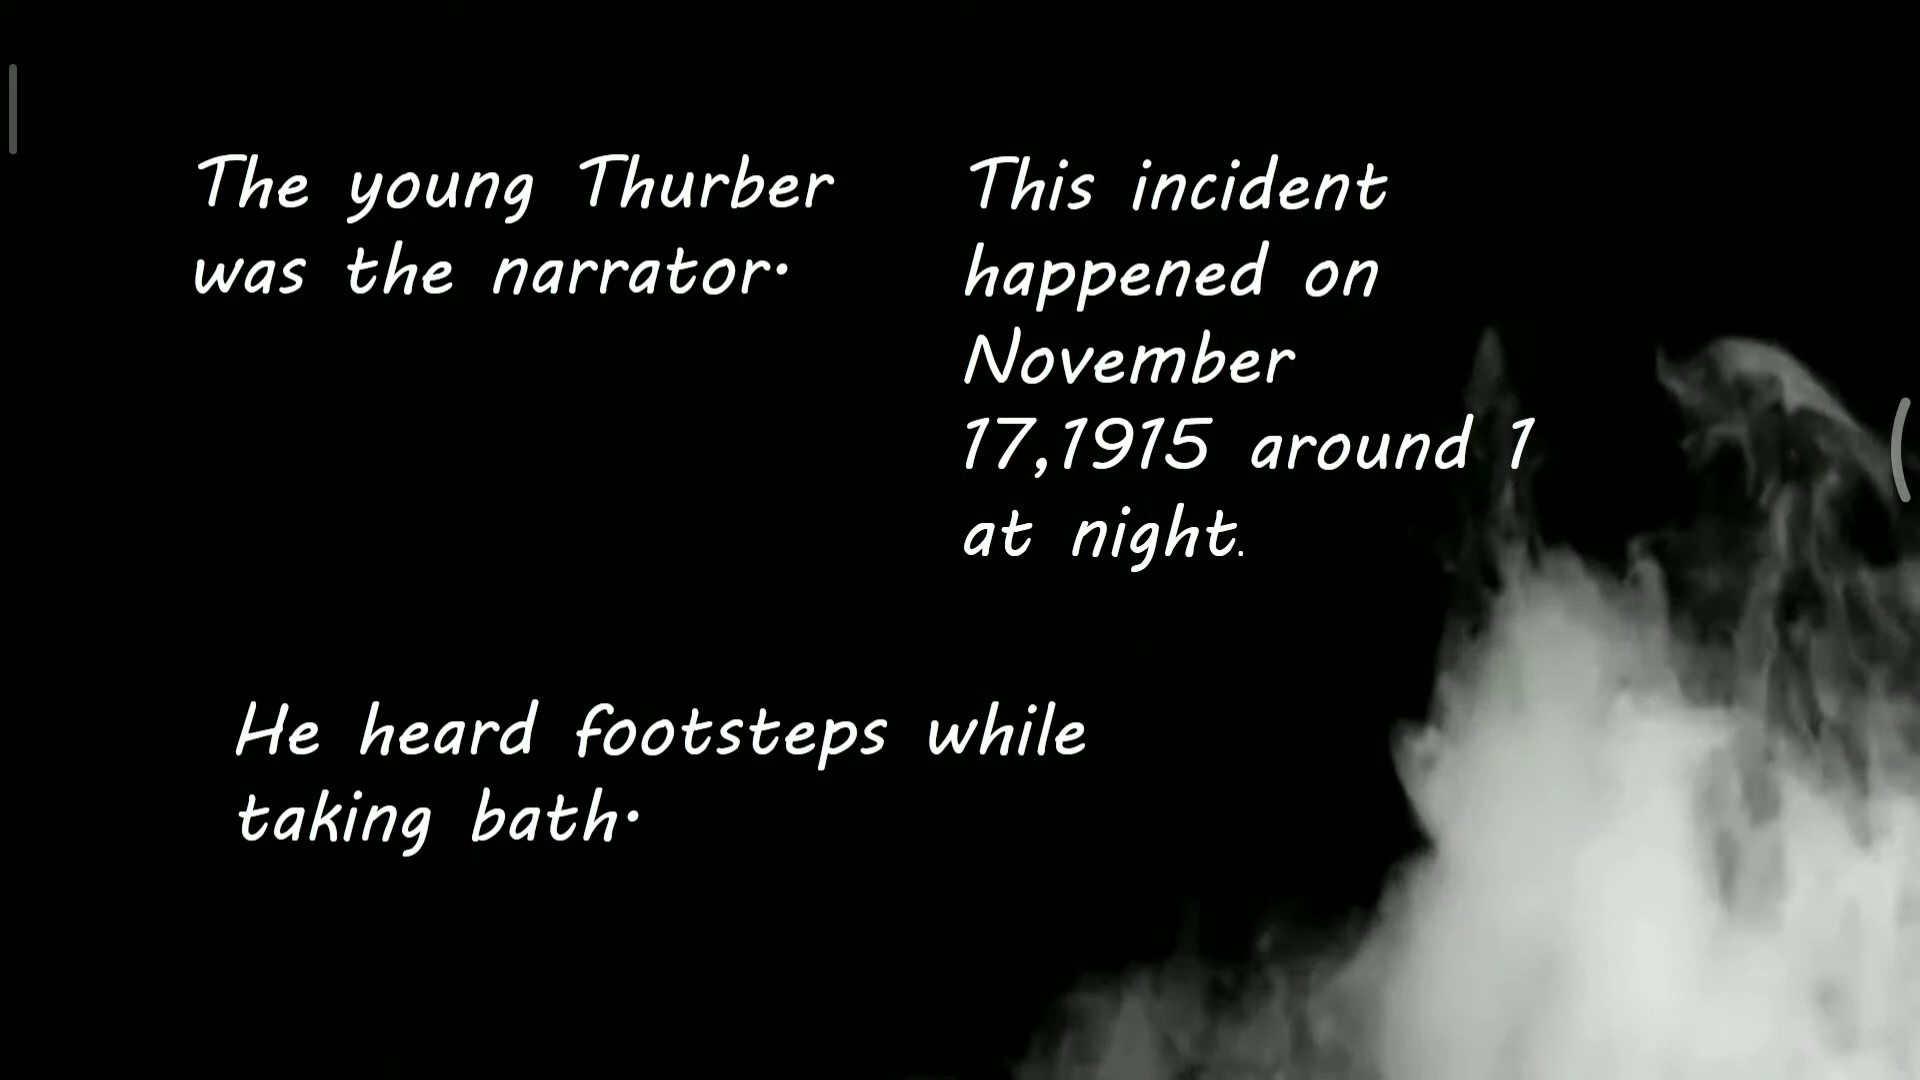 The young Thurber
was the narrator.
This incident
happened on
November
17,1915 around 1
at night.
He heard footsteps while
taking bath.